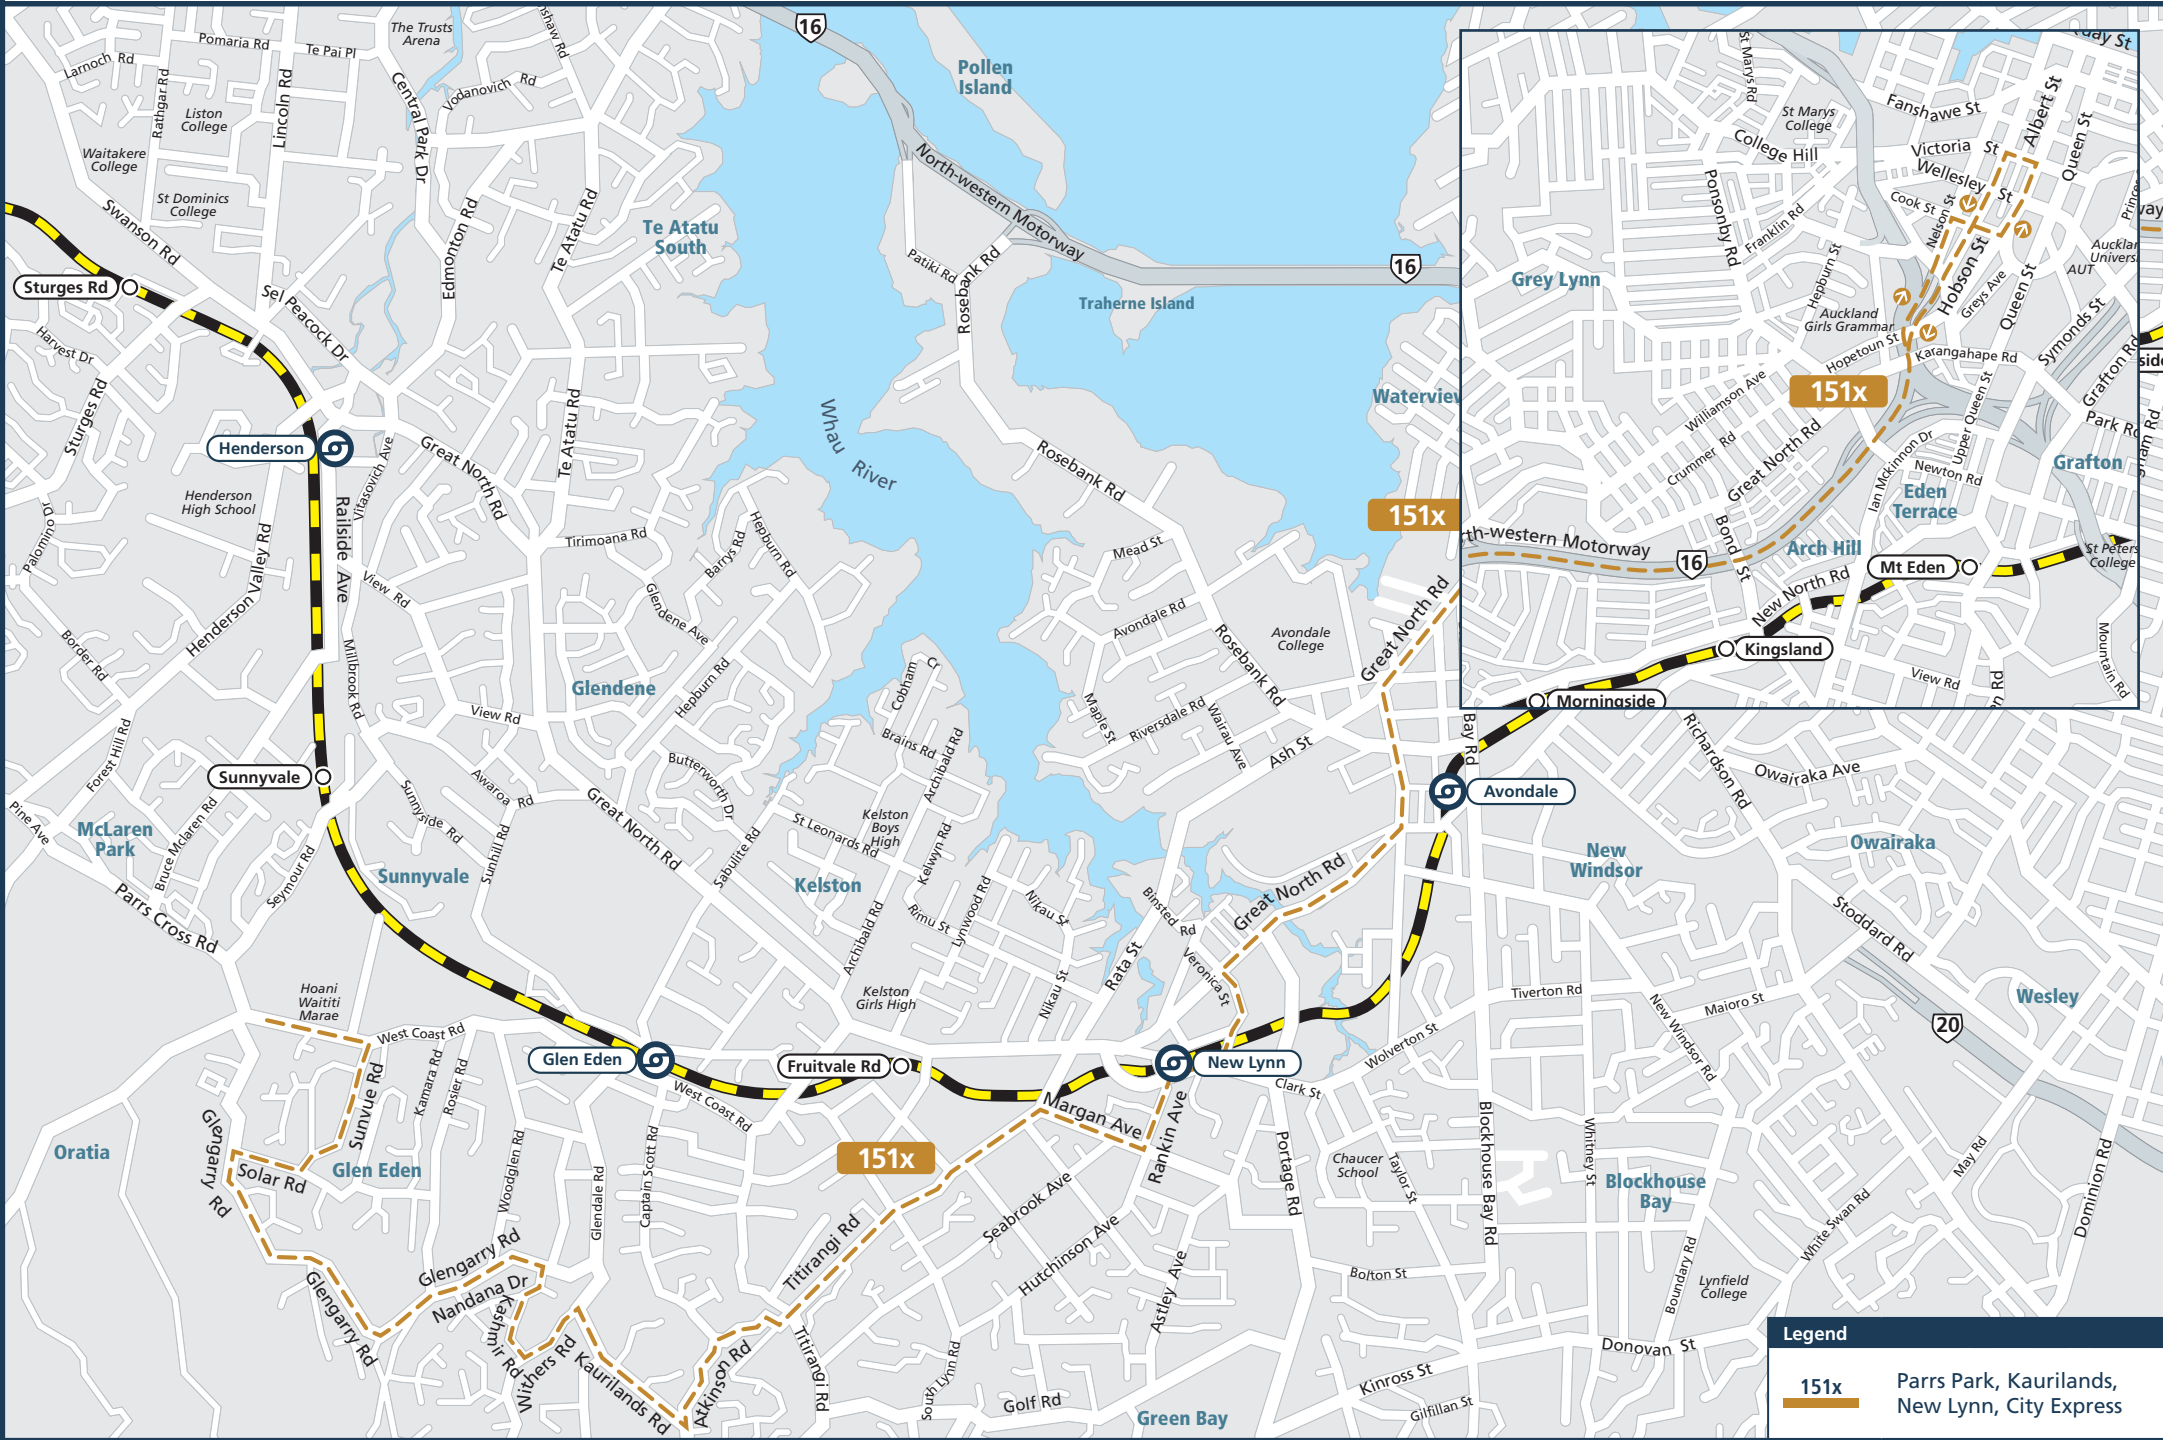 16
The Trusts
Arena
Pomaria Rd
Te Pai Pl
Larnoch Rd
Rathgar Rd
Lincoln Rd
Central Park Dr
Vodanovich Rd
Liston
College
Waitakere
College
St Dominics
College
Swanson Rd
Edmonton Rd
Te Atatu Rd
Te Atatu
South
Pollen
Island
North-western Motorway
Patiki Rd
Rosebank Rd
Rosebank Rd
Traherne Island
16
Sturges Rd
Sel Peacock Dr
Harvest Dr
Sturges Rd
Henderson
Henderson
High School
Palomino Dr
Railside Ave
Vitasovich Ave
Great North Rd
Te Atatu Rd
Whau River
Rosebank Rd
Waterview
151x
Henderson Valley Rd
View Rd
Tirimoana Rd
Barrys Rd
Hepburn Rd
Glendene Ave
Mead St
Avondale Rd
Rosebank Rd
Avondale
College
Great North Rd
Border Rd
Millbrook Rd
Glendene
Hepburn Rd
View Rd
Cobham Cr
Brains Rd
Archibald Rd
Maple St
Riversdale Rd
Wairau Ave
Ash St
Forest Hill Rd
Sunnyvale
Pine Ave
McLaren
Park
Bruce Mclaren Rd
Seymour Rd
Sunnyside Rd
Awaroa Rd
Sunhill Rd
Sunnyvale
Great North Rd
Butterworth Dr
Sabulite Rd
St Leonards Rd
Kelston
Boys
High
Kelwyn Rd
Kelston
Archibald Rd
Rimu St
Lynwood Rd
Nikau St
Nikau St
Kelston
Girls High
Rata St
Binsted Rd
Veronica St
Great North Rd
Avondale
Bay Rd
Morningside
Richardson Rd
Owairaka Ave
Owairaka
New
Windsor
Stoddard Rd
Wesley
20
Tiverton Rd
New Windsor Rd
Maioro St
Wolverton St
Parrs Cross Rd
Hoani
Waititi
Marae
West Coast Rd
Kamara Rd
Rosier Rd
Sunvue Rd
Glen Eden
West Coast Rd
Fruitvale Rd
New Lynn
Clark St
Margan Ave
Rankin Ave
151x
Oratia
Glengarry Rd
Solar Rd
Glen Eden
Woodglen Rd
Glendale Rd
Captain Scott Rd
Titirangi Rd
Seabrook Ave
Hutchinson Ave
Astley Ave
Portage Rd
Chaucer
School
Taylor St
Blockhouse Bay Rd
Whitney St
Blockhouse
Bay
Boundary Rd
White Swan Rd
May Rd
Dominion Rd
Lynfield
College
Bolton St
Donovan St
Kinross St
Gilfillan St
Glengarry Rd
Glengarry Rd
Nandana Dr
Kashmir Rd
Withers Rd
Kaurilands Rd
Atkinson Rd
Titirangi Rd
South Lynn Rd
Golf Rd
Green Bay
St Marys Rd
Quay St
Fanshawe St
Albert St
St Marys
College
College Hill
Victoria St
Queen St
Wellesley St
Cook St
Nelson St
Ponsonby Rd
Franklin Rd
Hepburn St
Hobson St
Greys Ave
Queen St
AUT
Symonds St
Grey Lynn
Auckland
Girls Grammar
Hopetoun St
Karangahape Rd
Grafton Rd
Park Rd
151x
Williamson Ave
Crummer Rd
Great North Rd
Ian Mckinnon Dr
Upper Queen St
Newton Rd
Grafton
Eden
Terrace
Bond St
Arch Hill
16
New North Rd
Mt Eden
St Peters
College
Kingsland
View Rd
Mountain Rd
Legend
151x
Parrs Park, Kaurilands,
New Lynn, City Express